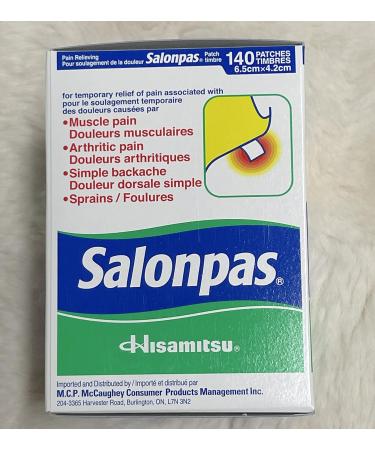 Pain Relieving
Pour soulagement de la douleur
Salonpas®
Patch
timbre
140 PATCHES
TIMBRES
6.5cm×4.2cm
for temporary relief of pain associated with
pour le soulagement temporaire
des douleurs causées par
•Muscle pain
Douleurs musculaires
•Arthritic pain
Douleurs arthritiques
•Simple backache
Douleur dorsale simple
•Sprains / Foulures
Salonpas®
Hisamitsu®
Imported and Distributed by / Importé et distribué par
M.C.P. McCaughey Consumer Products Management Inc.
204-3365 Harvester Road, Burlington, ON, L7N 3N2